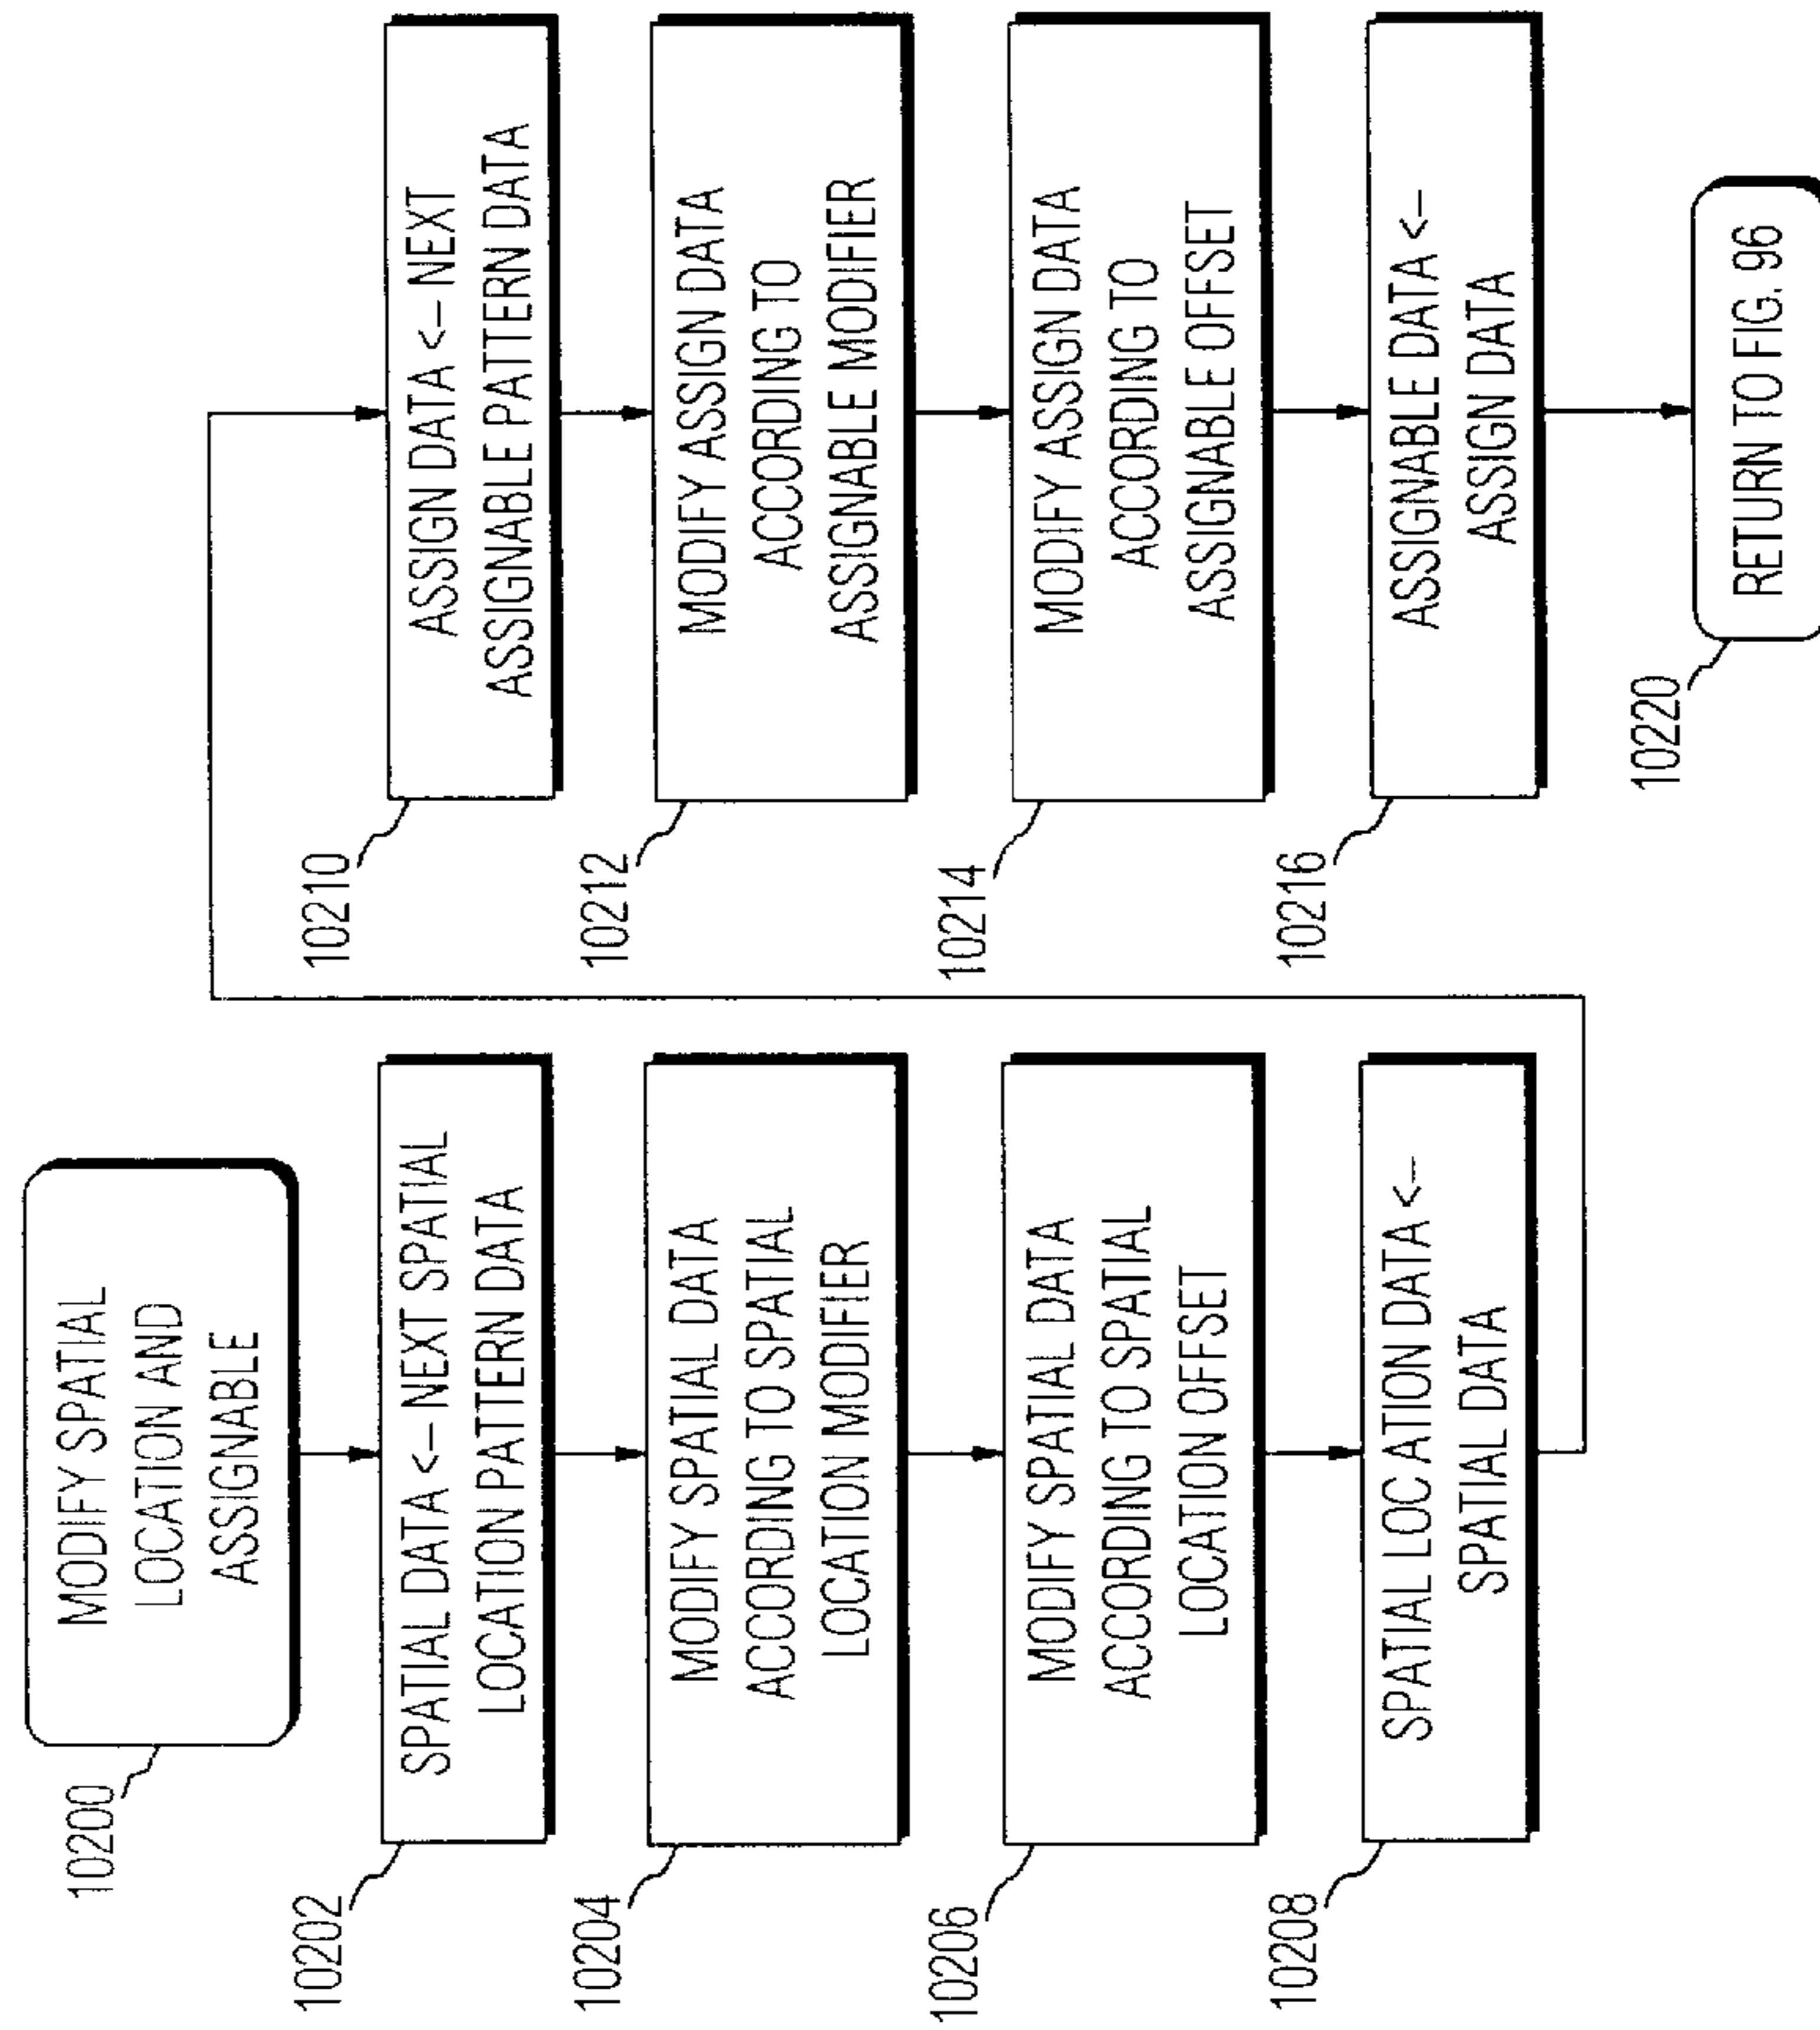 10200
MODIFY SPATIAL
LOCATION AND
ASSIGNABLE
10202
SPATIAL DATA <– NEXT SPATIAL
LOCATION PATTERN DATA
10204
MODIFY SPATIAL DATA
ACCORDING TO SPATIAL
LOCATION MODIFIER
10206
MODIFY SPATIAL DATA
ACCORDING TO SPATIAL
LOCATION OFFSET
10208
SPATIAL LOCATION DATA <–
SPATIAL DATA
10210
ASSIGN DATA <– NEXT
ASSIGNABLE PATTERN DATA
10212
MODIFY ASSIGN DATA
ACCORDING TO
ASSIGNABLE MODIFIER
10214
MODIFY ASSIGN DATA
ACCORDING TO
ASSIGNABLE OFFSET
10216
ASSIGNABLE DATA <–
ASSIGN DATA
10220
RETURN TO FIG. 96